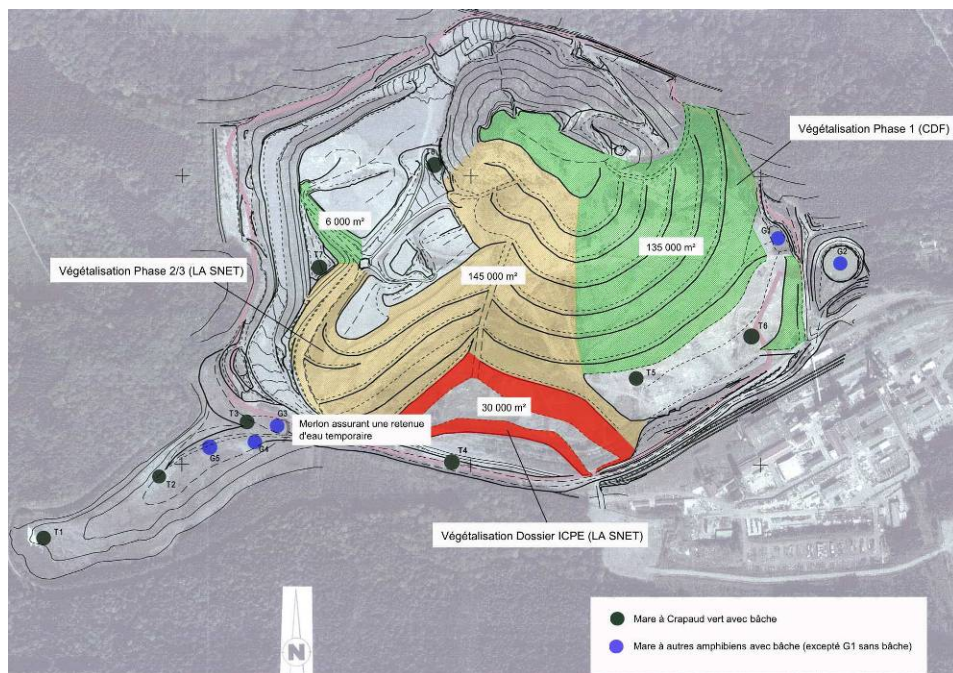 Végétalisation Phase 1 (CDF)
6 000 m²
135 000 m²
G1
G2
T7
Végétalisation Phase 2/3 (LA SNET)
145 000 m²
T6
T5
30 000 m²
T3
G3
Merlon assurant une retenue
d'eau temporaire
G4
G5
T4
T2
T1
Végétalisation Dossier ICPE (LA SNET)
Mare à Crapaud vert avec bâche
Mare à autres amphibiens avec bâche (excepté G1 sans bâche)
N